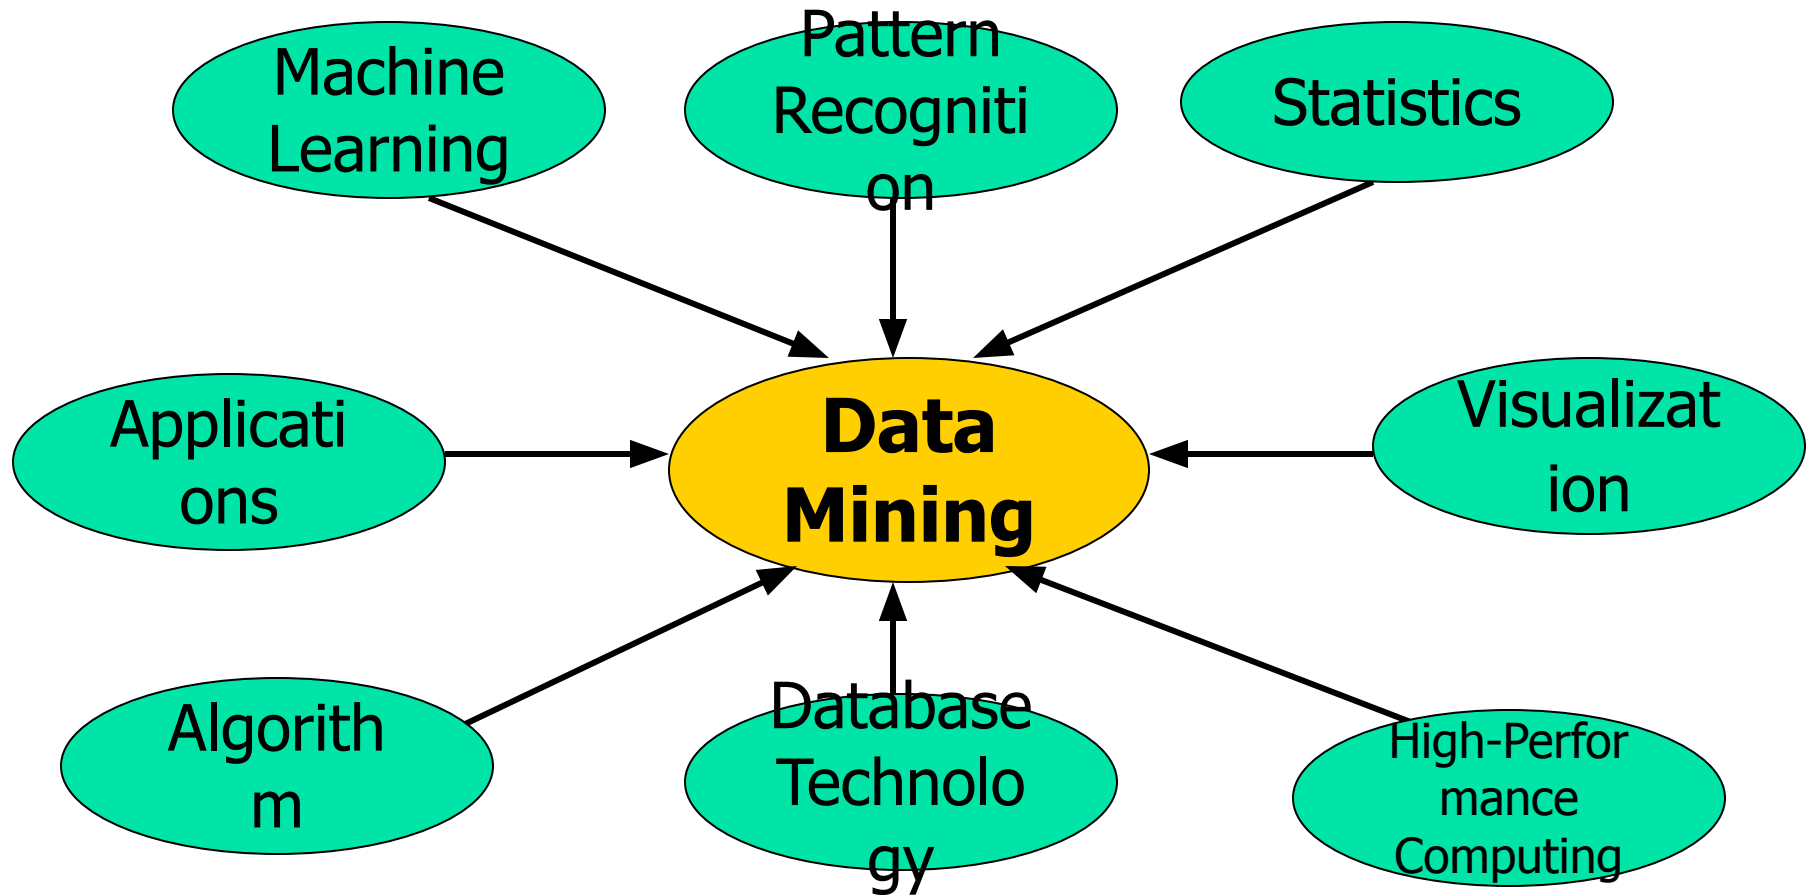 Machine
Learning
Pattern
Recogniti
on
Statistics
Applicati
ons
Data
Mining
Visualizat
ion
Algorith
m
Database
Technolo
gy
High-Perfor
mance
Computing